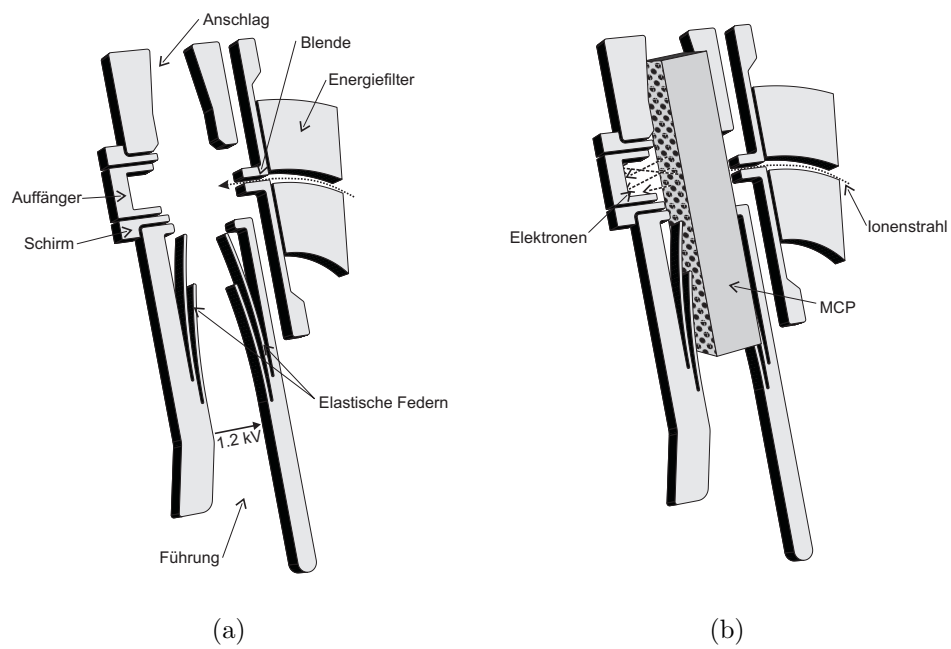 Anschlag
Blende
Energiefilter
Auffänger
Schirm
Elastische Federn
1.2 kV
Führung
(a)
Elektronen
Ionenstrahl
MCP
(b)